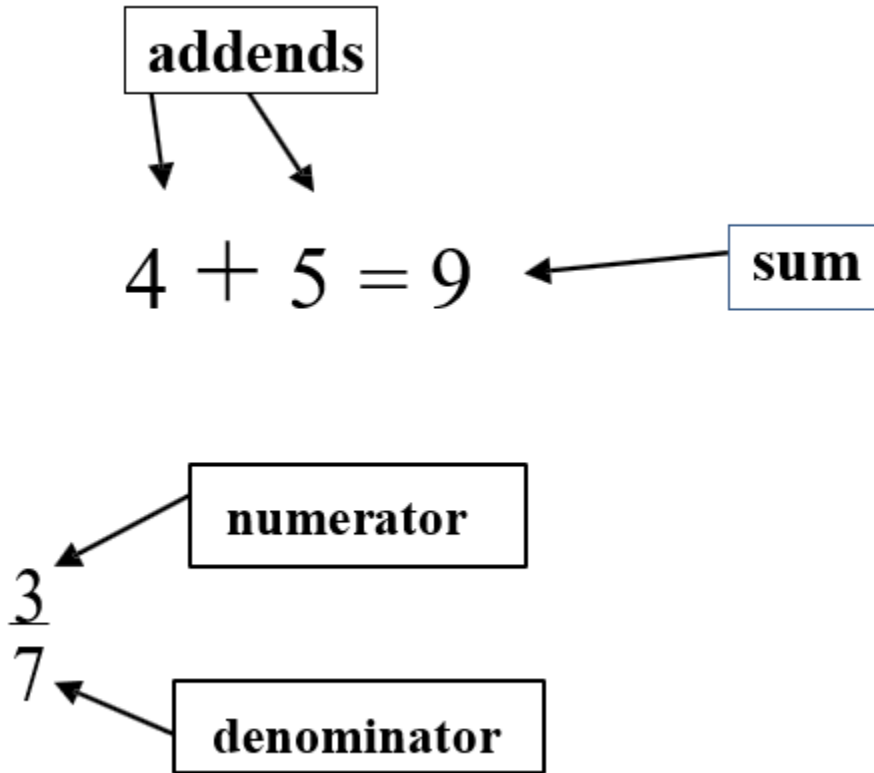 addends
4 + 5 = 9
sum
numerator
3
7
denominator